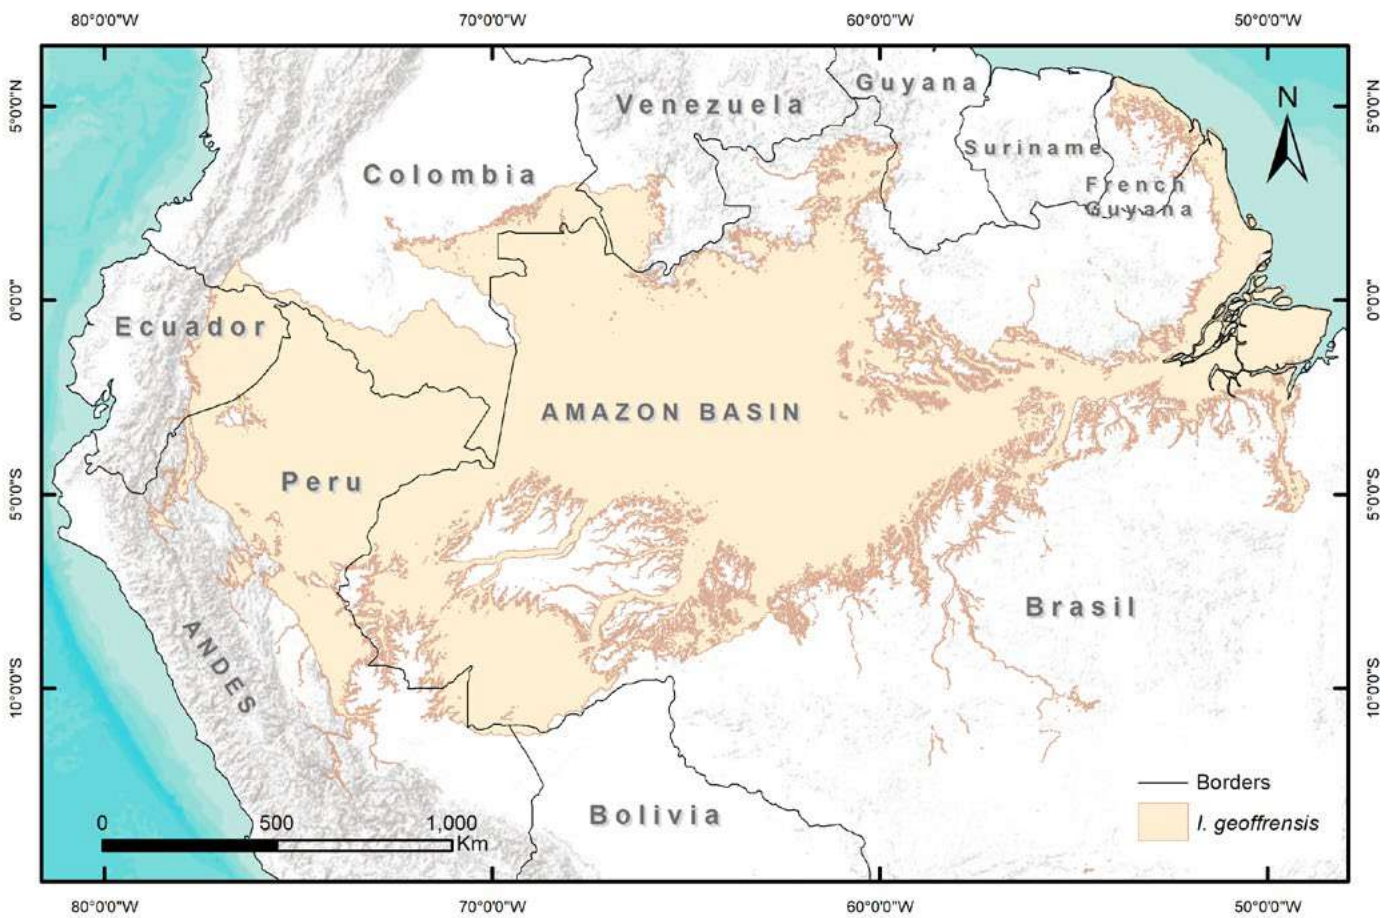 80°0'0"W 70°0'0"W 60°0'0"W 50°0'0"W
5°0'0"N
0°0'0"
5°0'0"S
10°0'0"S
Venezuela
Guyana
N
5°0'0"N
Colombia
Suriname
French
Guyana
Ecuador
0°0'0"
AMAZON BASIN
Peru
5°0'0"S
Brasil
ANDES
10°0'0"S
Borders
I. geoffrensis
Bolivia
0 500 1,000
Km
80°0'0"W 70°0'0"W 60°0'0"W 50°0'0"W